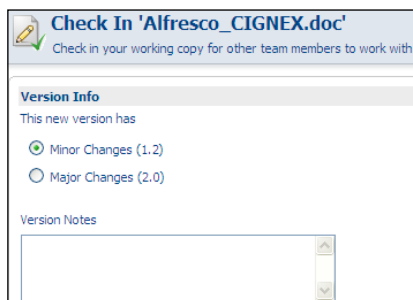 Check In 'Alfresco_CIGNEX.doc'
Check in your working copy for other team members to work with
Version Info
This new version has
Minor Changes (1.2)
Major Changes (2.0)
Version Notes